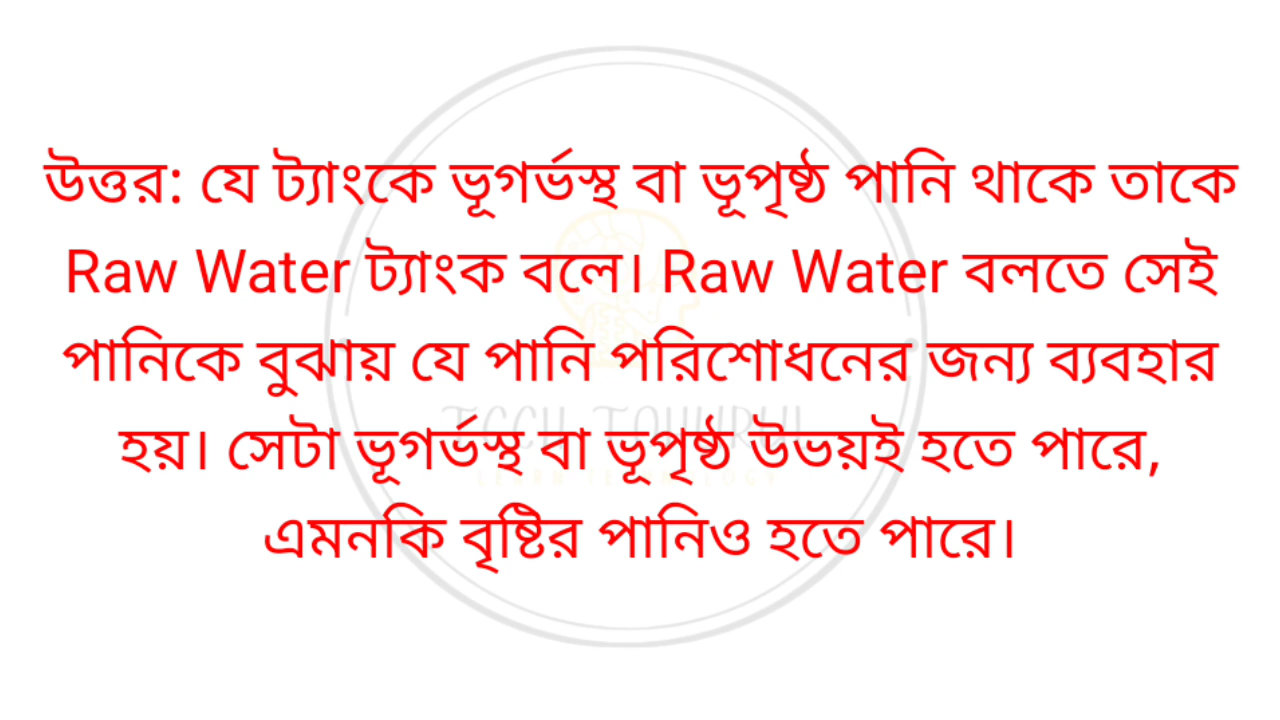 উত্তর: যে ট্যাংকে ভূগর্ভস্থ বা ভূপৃষ্ঠ পানি থাকে তাকে
Raw Water ট্যাংক বলে। Raw Water বলতে সেই
পানিকে বুঝায় যে পানি পরিশোধনের জন্য ব্যবহার
হয়। সেটা ভূগর্ভস্থ বা ভূপৃষ্ঠ উভয়ই হতে পারে,
এমনকি বৃষ্টির পানিও হতে পারে।